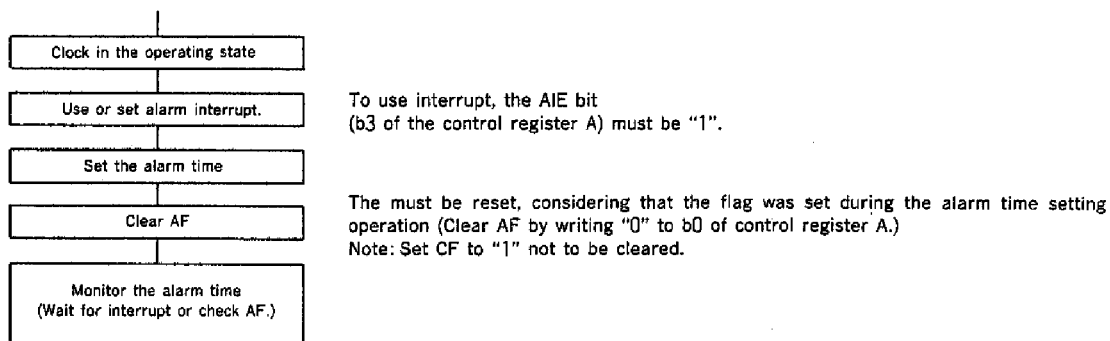 Clock in the operating state
Use or set alarm interrupt.
To use interrupt, the AIE bit
(b3 of the control register A) must be “1”.
Set the alarm time
Clear AF
The must be reset, considering that the flag was set during the alarm time setting
operation (Clear AF by writing “0” to b0 of control register A.)
Note: Set CF to “1” not to be cleared.
Monitor the alarm time
(Wait for interrupt or check AF.)